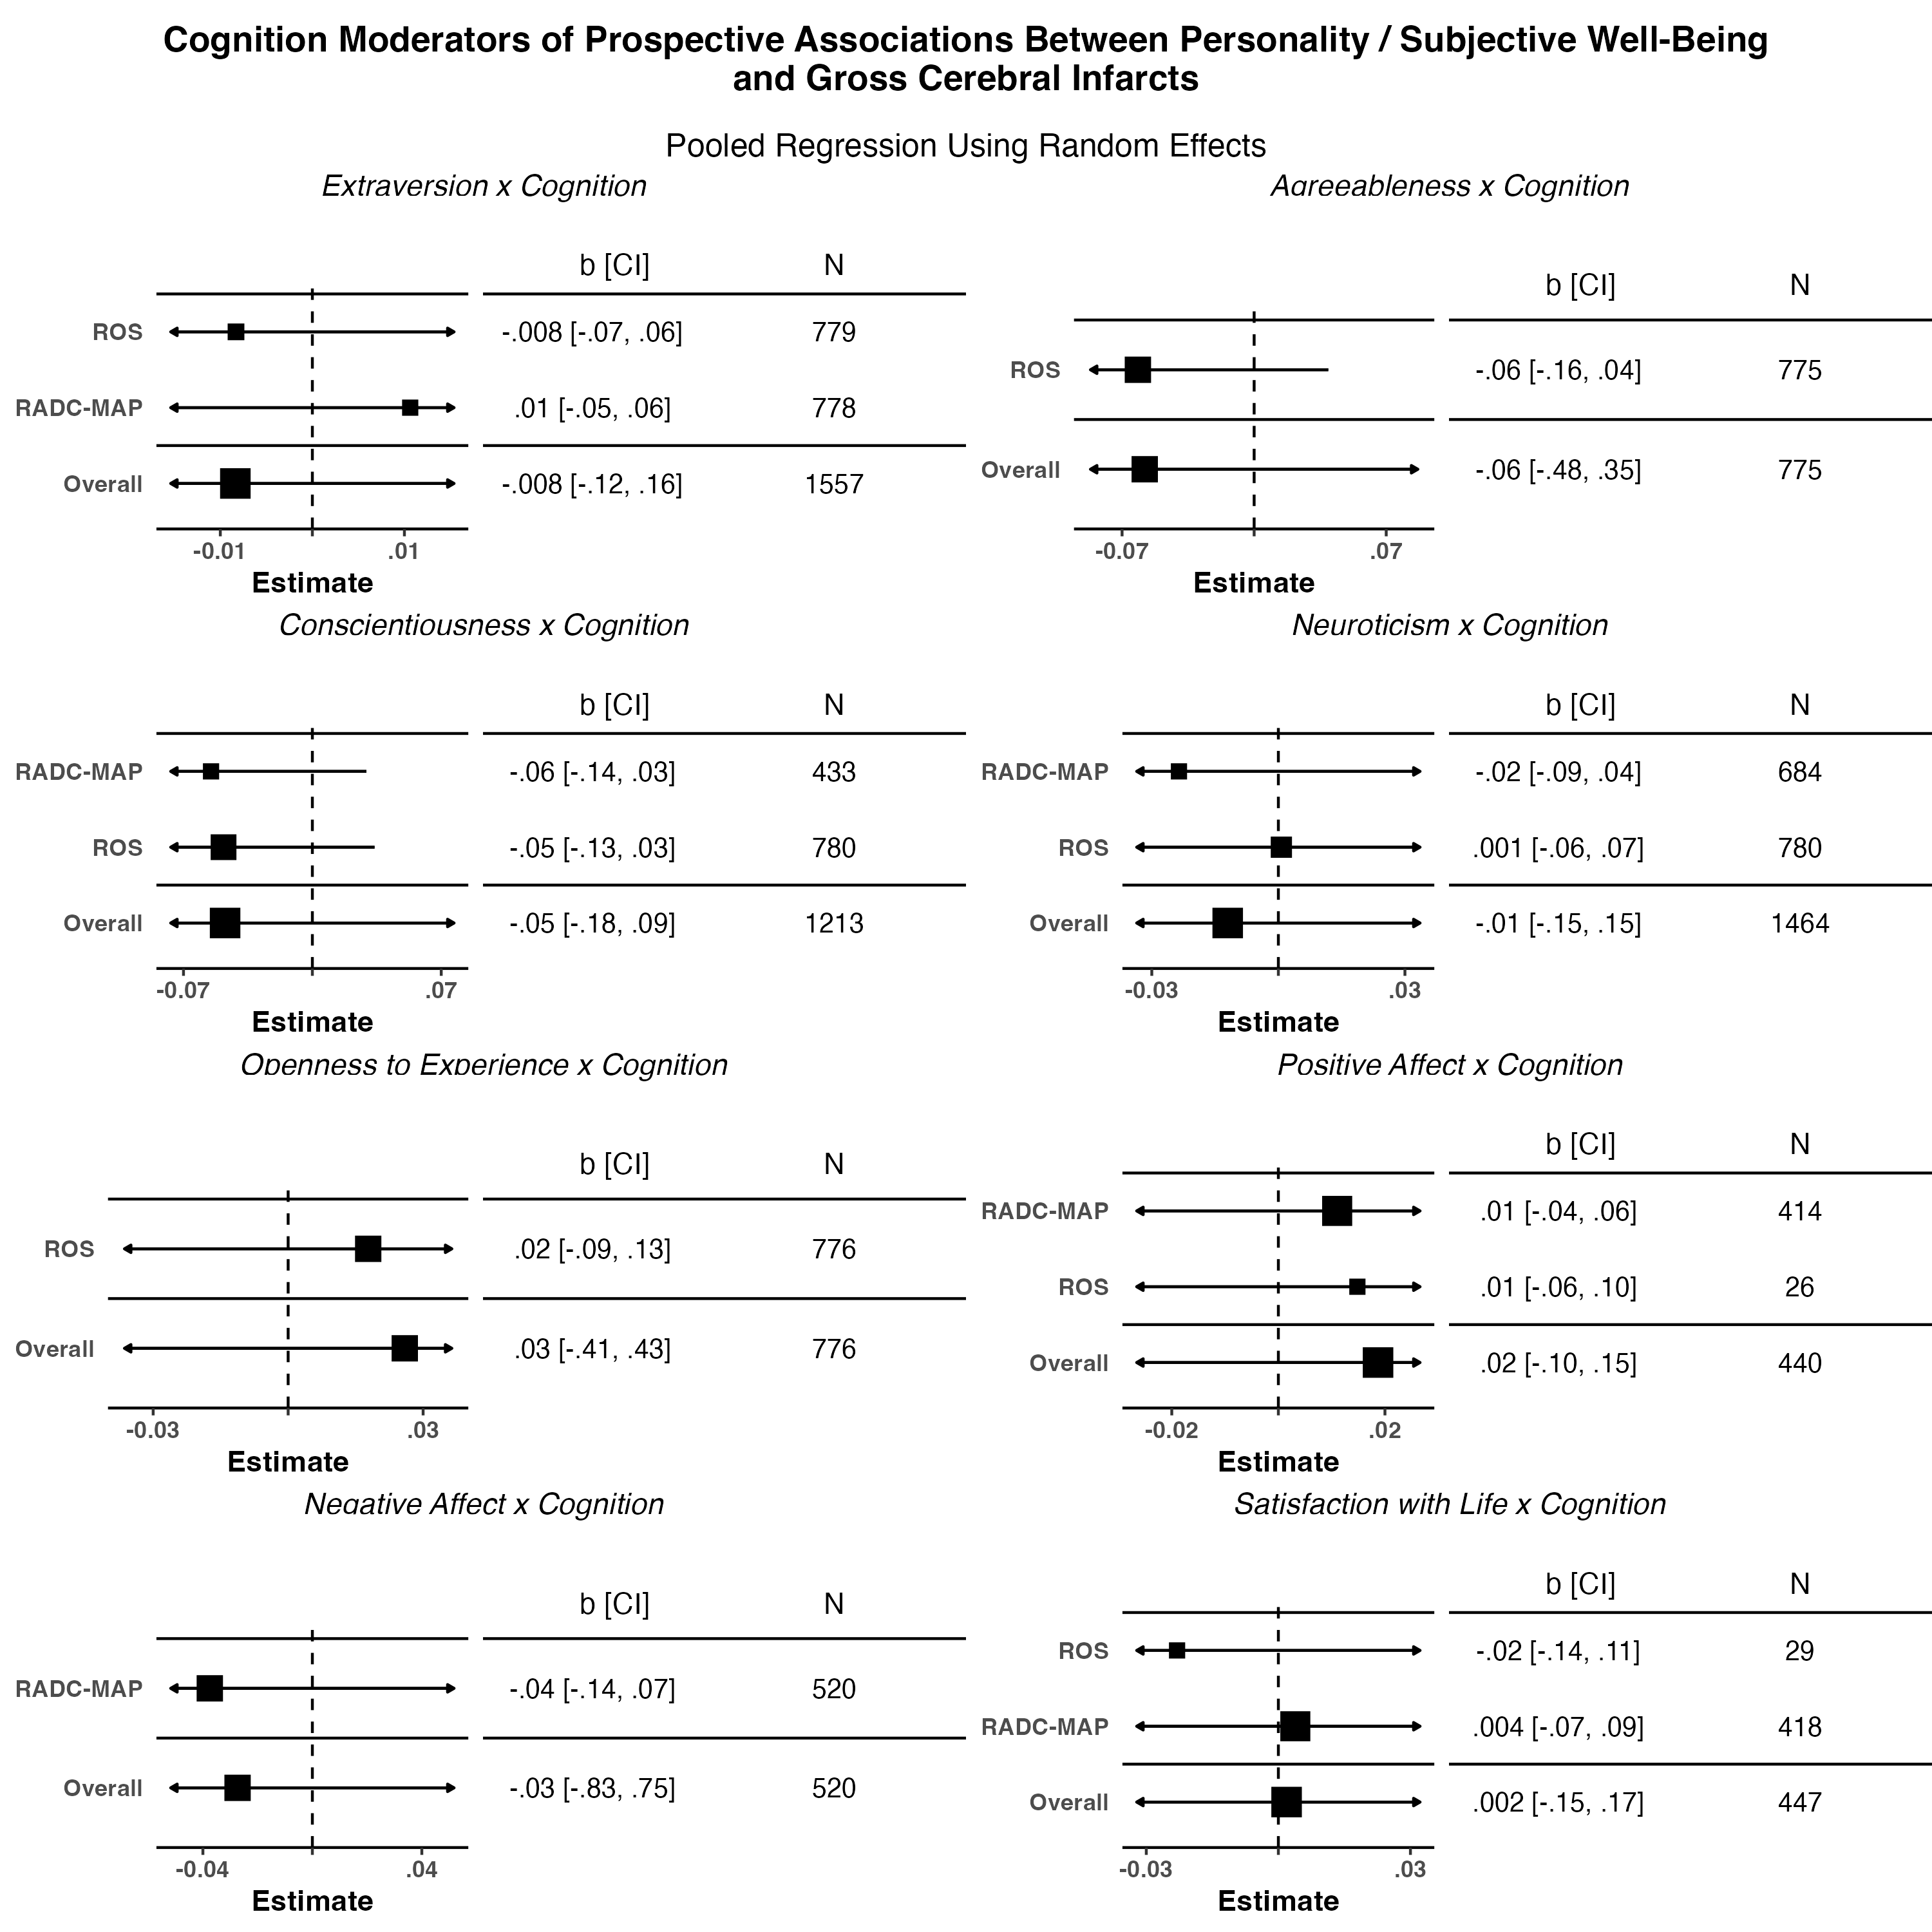 Cognition Moderators of Prospective Associations Between Personality / Subjective Well-Being
and Gross Cerebral Infarcts
Pooled Regression Using Random Effects
Extraversion x Cognition
b [CI] N
ROS -.008 [-.07, .06] 779
RADC-MAP .01 [-.05, .06] 778
Overall -.008 [-.12, .16] 1557
-0.01 .01
Estimate
Agreeableness x Cognition
b [CI] N
ROS -.06 [-.16, .04] 775
Overall -.06 [-.48, .35] 775
-0.07 .07
Estimate
Conscientiousness x Cognition
b [CI] N
RADC-MAP -.06 [-.14, .03] 433
ROS -.05 [-.13, .03] 780
Overall -.05 [-.18, .09] 1213
-0.07 .07
Estimate
Neuroticism x Cognition
b [CI] N
RADC-MAP -.02 [-.09, .04] 684
ROS .001 [-.06, .07] 780
Overall -.01 [-.15, .15] 1464
-0.03 .03
Estimate
Openness to Experience x Cognition
b [CI] N
ROS .02 [-.09, .13] 776
Overall .03 [-.41, .43] 776
-0.03 .03
Estimate
Positive Affect x Cognition
b [CI] N
RADC-MAP .01 [-.04, .06] 414
ROS .01 [-.06, .10] 26
Overall .02 [-.10, .15] 440
-0.02 .02
Estimate
Negative Affect x Cognition
b [CI] N
RADC-MAP -.04 [-.14, .07] 520
Overall -.03 [-.83, .75] 520
-0.04 .04
Estimate
Satisfaction with Life x Cognition
b [CI] N
ROS -.02 [-.14, .11] 29
RADC-MAP .004 [-.07, .09] 418
Overall .002 [-.15, .17] 447
-0.03 .03
Estimate